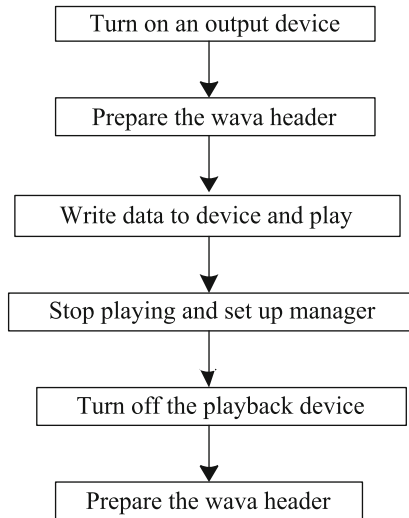 Turn on an output device
Prepare the wava header
Write data to device and play
Stop playing and set up manager
Turn off the playback device
Prepare the wava header